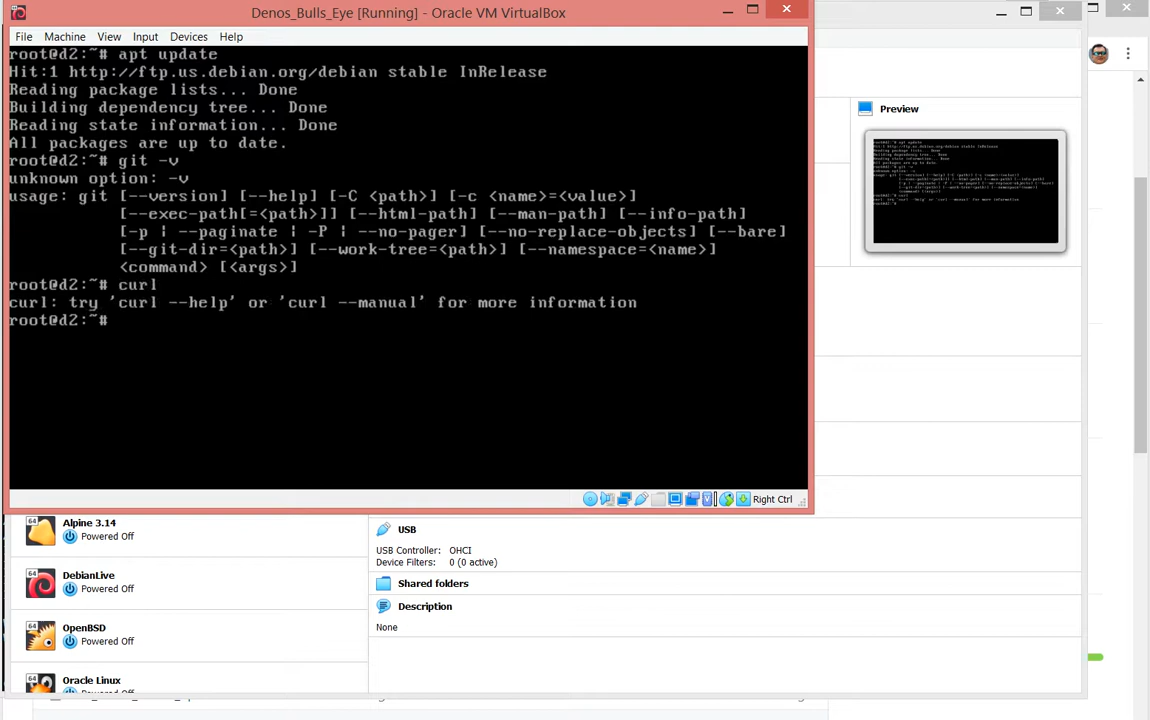 Denos_Bulls_Eye [Running] - Oracle VM VirtualBox
File Machine View Input Devices Help
root@d2:~# apt update
Hit:1 http://ftp.us.debian.org/debian stable InRelease
Reading package lists... Done
Building dependency tree... Done
Reading state information... Done
All packages are up to date.
root@d2:~# git -v
unknown option: -v
usage: git [--version] [--help] [-C <path>] [-c <name>=<value>]
[--exec-path[=<path>]] [--html-path] [--man-path] [--info-path]
[-p | --paginate | -P | --no-pager] [--no-replace-objects] [--bare]
[--git-dir=<path>] [--work-tree=<path>] [--namespace=<name>]
<command> [<args>]
root@d2:~# curl
curl: try 'curl --help' or 'curl --manual' for more information
root@d2:~#
Right Ctrl
Preview
64 Alpine 3.14
Powered Off
64 DebianLive
Powered Off
64 OpenBSD
Powered Off
64 Oracle Linux
USB
USB Controller: OHCI
Device Filters: 0 (0 active)
Shared folders
Description
None